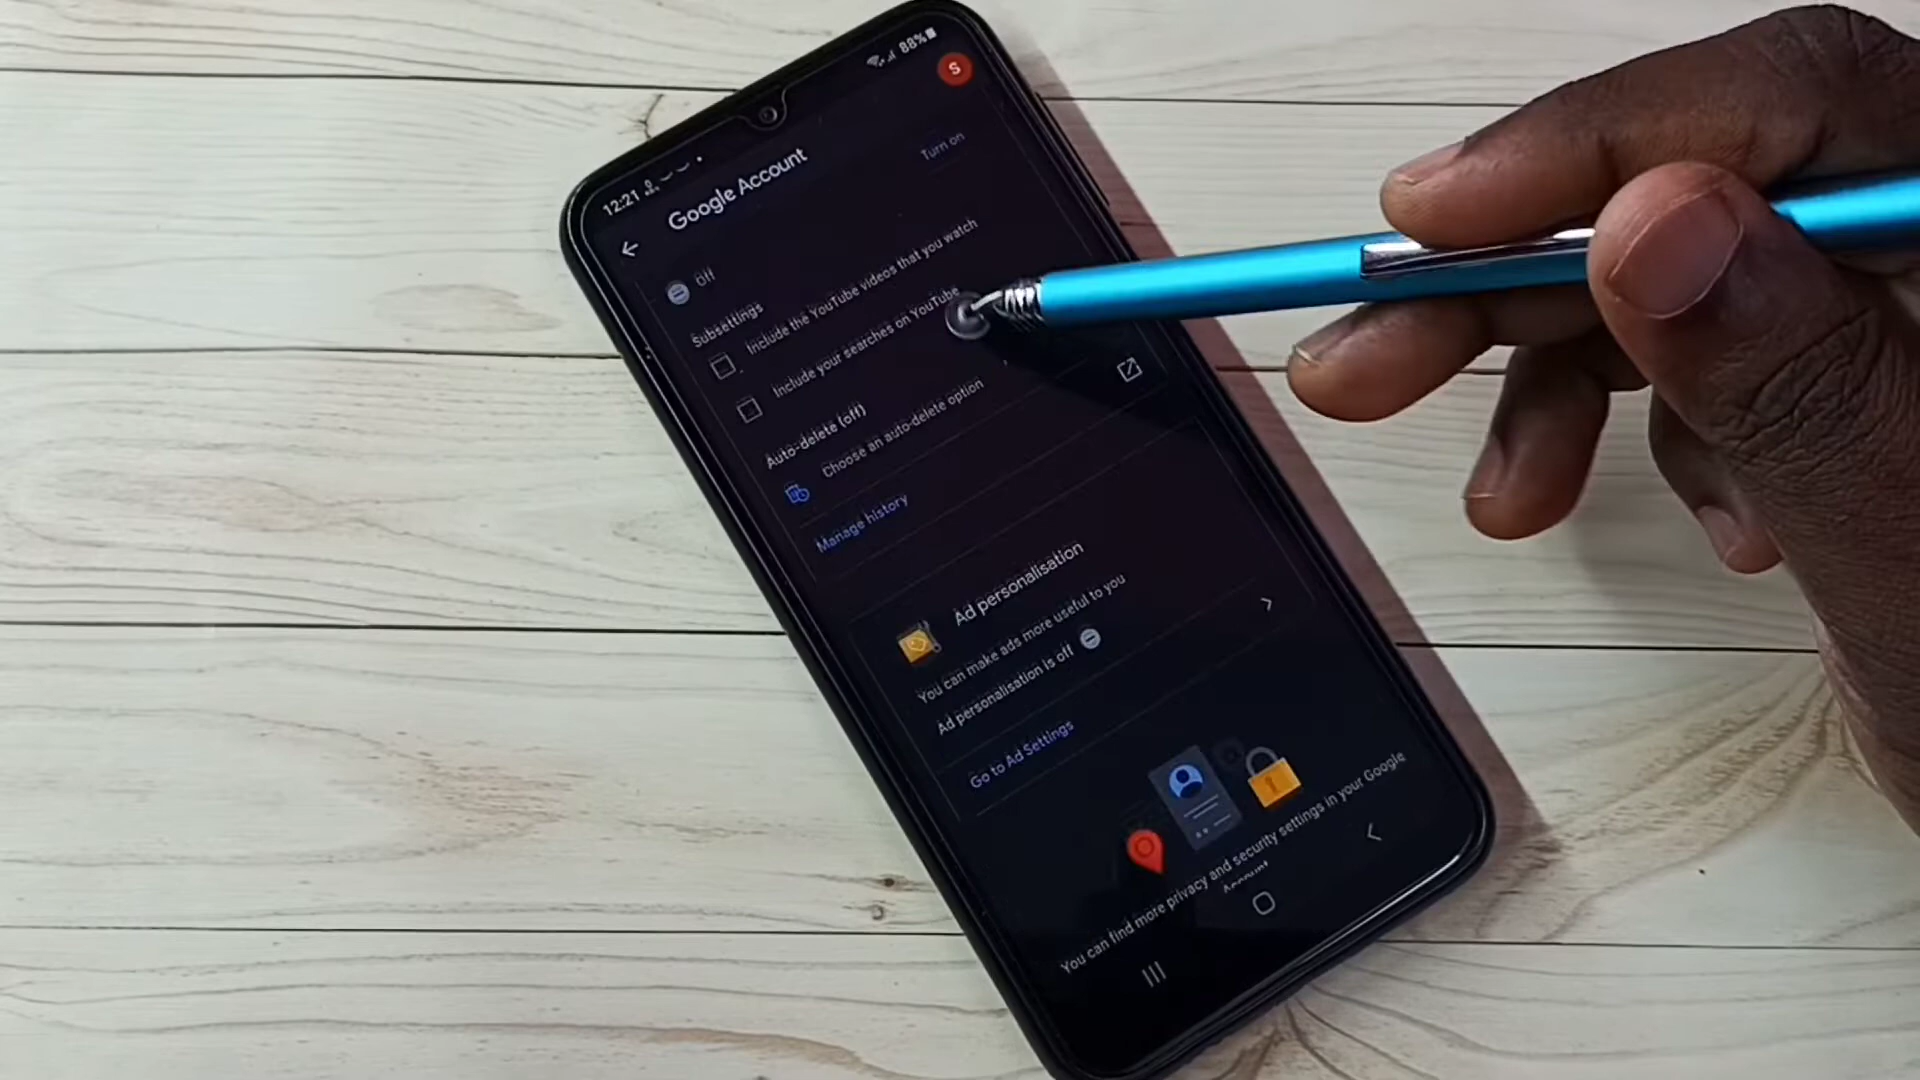 12:21
88%
S
Google Account
Turn on
Off
Subsettings
Include the YouTube videos that you watch
Include your searches on YouTube
Auto-delete (off)
Choose an auto-delete option
Manage history
Ad personalisation
You can make ads more useful to you
Ad personalisation is off
Go to Ad Settings
You can find more privacy and security settings in your Google
Account